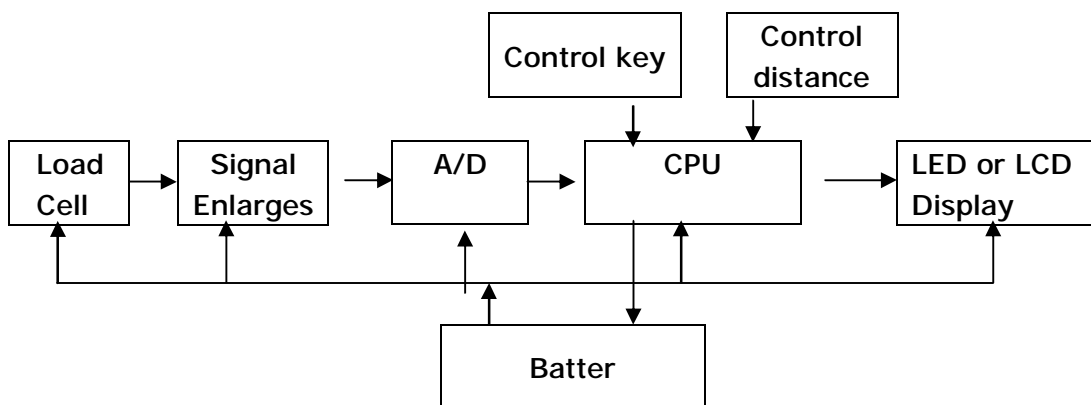 Control key
Control
distance
Load
Cell
Signal
Enlarges
A/D
CPU
LED or LCD
Display
Batter